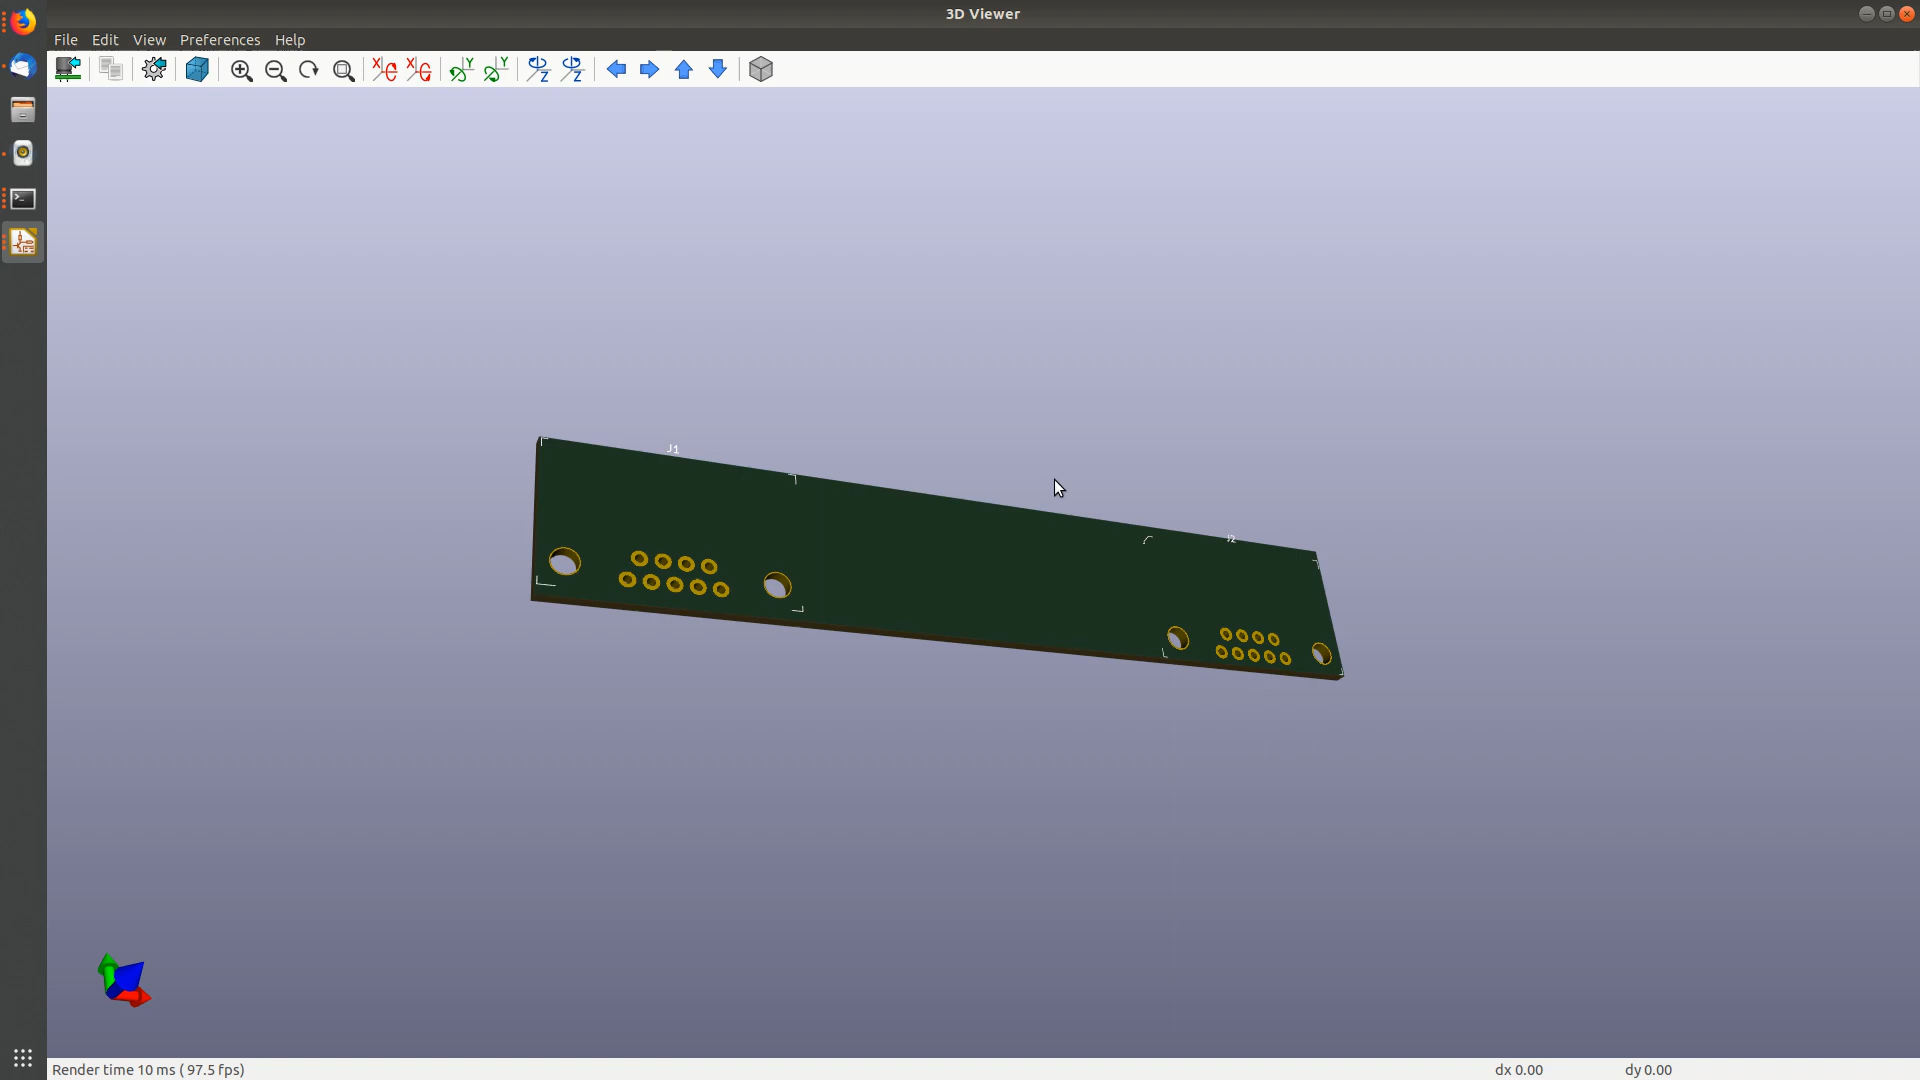 3D Viewer
File Edit View Preferences Help
J1
J2
Render time 10 ms ( 97.5 fps)
dx 0.00
dy 0.00